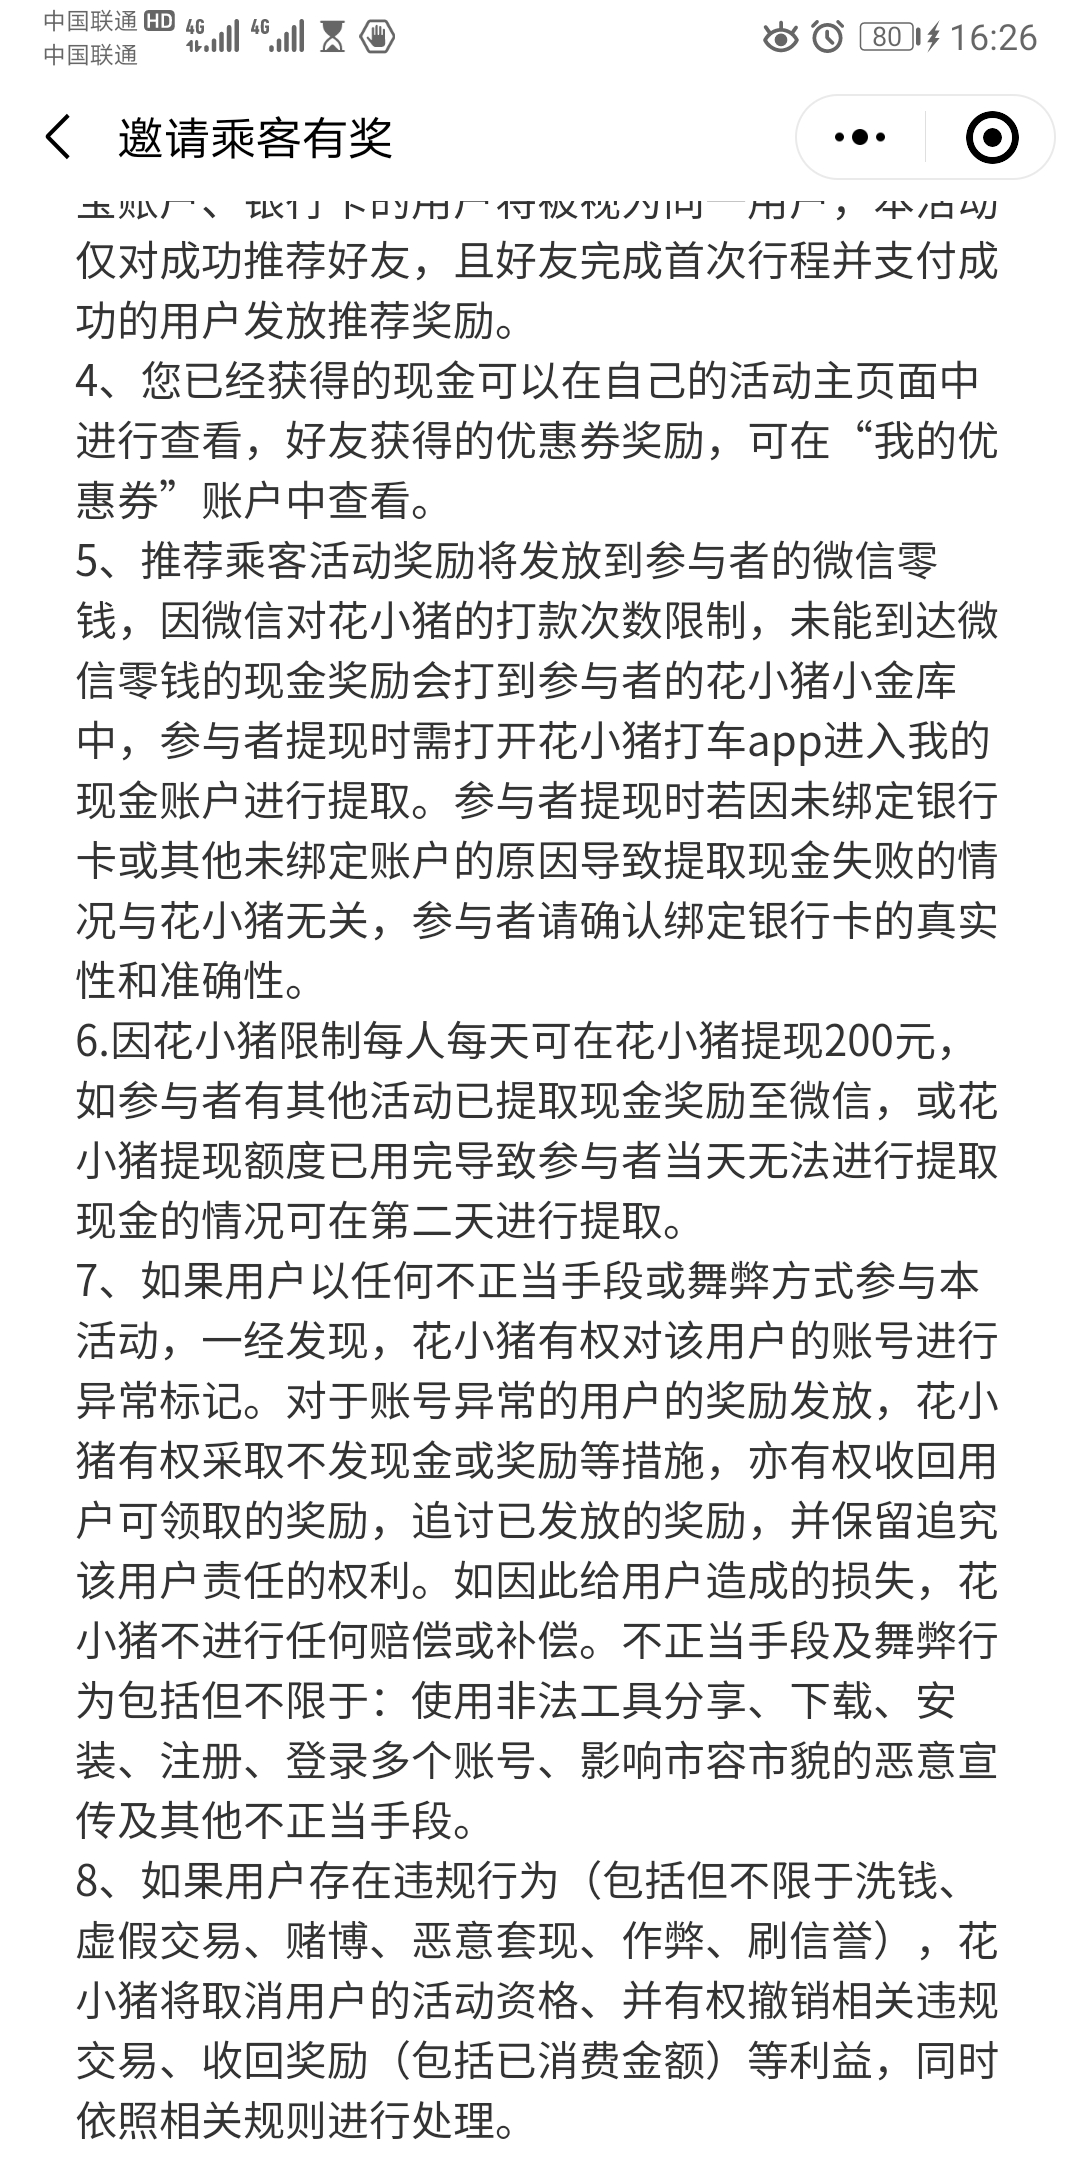 中国联通 HD 4G 4G 80 16:26
中国联通
邀请乘客有奖
宝账户、银行卡的用户将被视为同一用户，本活动
仅对成功推荐好友，且好友完成首次行程并支付成
功的用户发放推荐奖励。
4、您已经获得的现金可以在自己的活动主页面中
进行查看，好友获得的优惠券奖励，可在“我的优
惠券”账户中查看。
5、推荐乘客活动奖励将发放到参与者的微信零
钱，因微信对花小猪的打款次数限制，未能到达微
信零钱的现金奖励会打到参与者的花小猪小金库
中，参与者提现时需打开花小猪打车app进入我的
现金账户进行提取。参与者提现时若因未绑定银行
卡或其他未绑定账户的原因导致提取现金失败的情
况与花小猪无关，参与者请确认绑定银行卡的真实
性和准确性。
6.因花小猪限制每人每天可在花小猪提现200元，
如参与者有其他活动已提取现金奖励至微信，或花
小猪提现额度已用完导致参与者当天无法进行提取
现金的情况可在第二天进行提取。
7、如果用户以任何不正当手段或舞弊方式参与本
活动，一经发现，花小猪有权对该用户的账号进行
异常标记。对于账号异常的用户的奖励发放，花小
猪有权采取不发现金或奖励等措施，亦有权收回用
户可领取的奖励，追讨已发放的奖励，并保留追究
该用户责任的权利。如因此给用户造成的损失，花
小猪不进行任何赔偿或补偿。不正当手段及舞弊行
为包括但不限于：使用非法工具分享、下载、安
装、注册、登录多个账号、影响市容市貌的恶意宣
传及其他不正当手段。
8、如果用户存在违规行为（包括但不限于洗钱、
虚假交易、赌博、恶意套现、作弊、刷信誉），花
小猪将取消用户的活动资格、并有权撤销相关违规
交易、收回奖励（包括已消费金额）等利益，同时
依照相关规则进行处理。